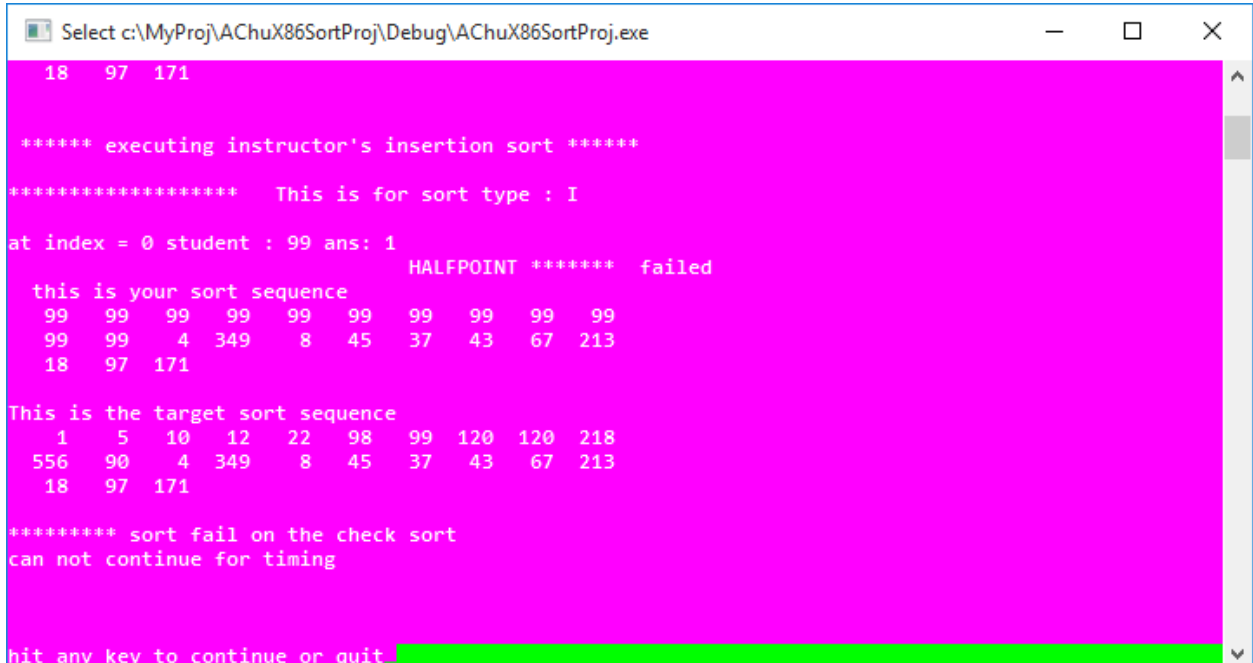 Select c:\MyProj\AChuX86SortProj\Debug\AChuX86SortProj.exe
18 97 171
****** executing instructor's insertion sort ******
******************* This is for sort type : I
at index = 0 student : 99 ans: 1
HALFPOINT ******* failed
this is your sort sequence
99 99 99 99 99 99 99 99 99 99
99 99 4 349 8 45 37 43 67 213
18 97 171
This is the target sort sequence
1 5 10 12 22 98 99 120 120 218
556 90 4 349 8 45 37 43 67 213
18 97 171
********* sort fail on the check sort
can not continue for timing
hit any key to continue or quit